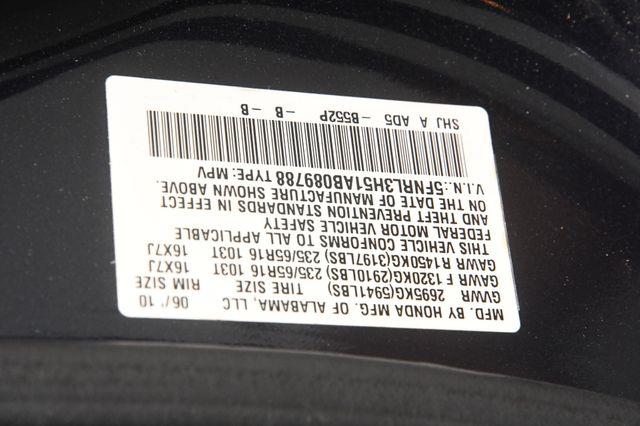 MFD. BY HONDA MFG. OF ALABAMA, LLC 06/'10
GVWR 2695KG(5941LBS) TIRE SIZE RIM SIZE
GAWR F 1320KG(2910LBS) 235/65R16 103T 16X7J
GAWR R 1450KG(3197LBS) 235/65R16 103T 16X7J
THIS VEHICLE CONFORMS TO ALL APPLICABLE
FEDERAL MOTOR VEHICLE SAFETY
AND THEFT PREVENTION STANDARDS IN EFFECT
ON THE DATE OF MANUFACTURE SHOWN ABOVE.
V.I.N.:5FNRL3H51AB089788 TYPE: MPV
SHJ A AD5 -B552P -B -B